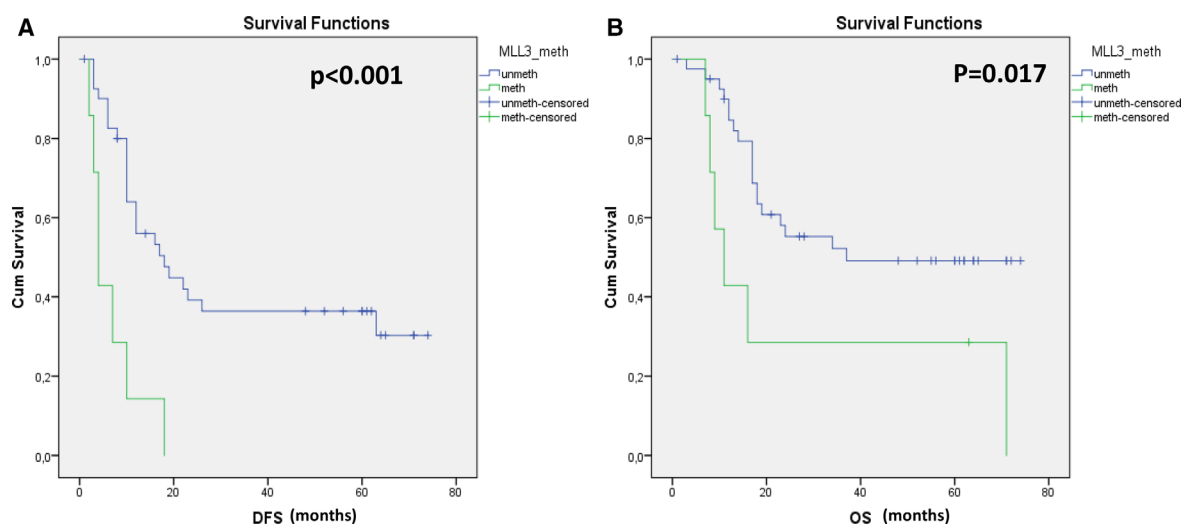 A
Survival Functions
p<0.001
MLL3_meth
unmeth
meth
unmeth-censored
meth-censored
Cum Survival
1,0
0,8
0,6
0,4
0,2
0,0
0 20 40 60 80
DFS (months)
B
Survival Functions
P=0.017
MLL3_meth
unmeth
meth
unmeth-censored
meth-censored
Cum Survival
1,0
0,8
0,6
0,4
0,2
0,0
0 20 40 60 80
OS (months)